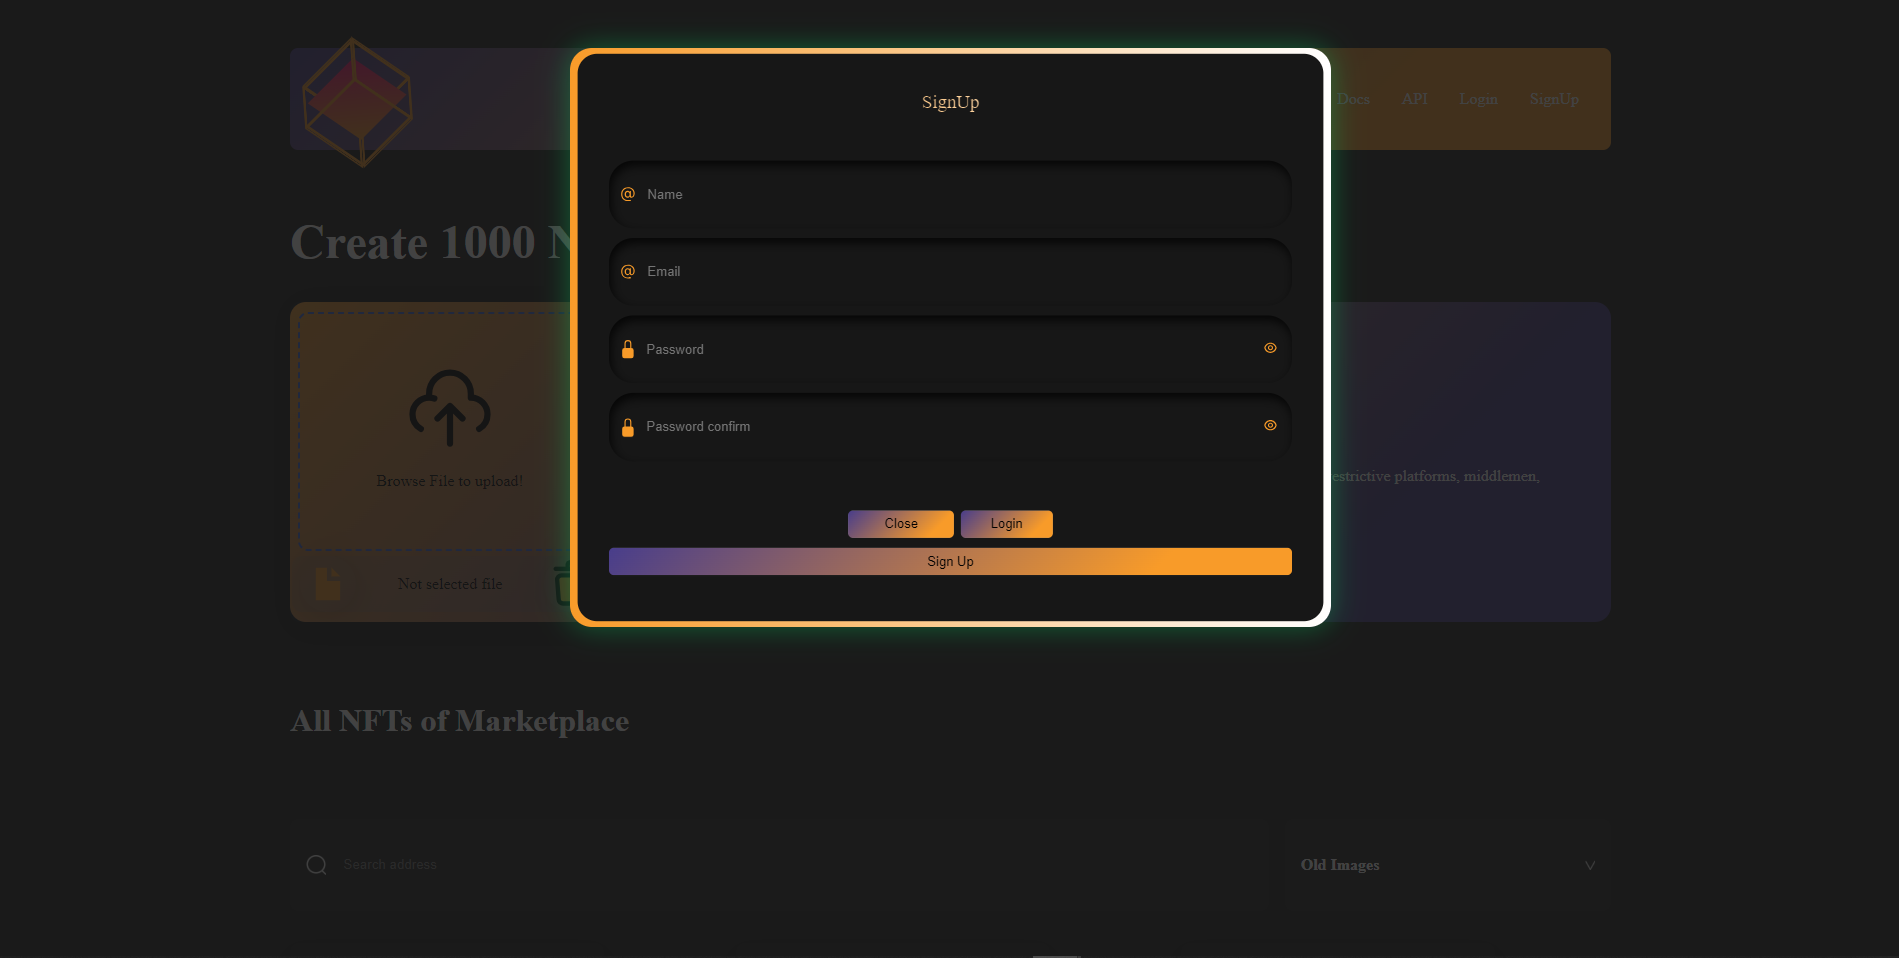 Docs
API
Login
SignUp
SignUp
@ Name
@ Email
Password
Password confirm
Close
Login
Sign Up
Create 1000
Browse File to upload!
Not selected file
platforms, middlemen,
All NFTs of Marketplace
Search address
Old Images